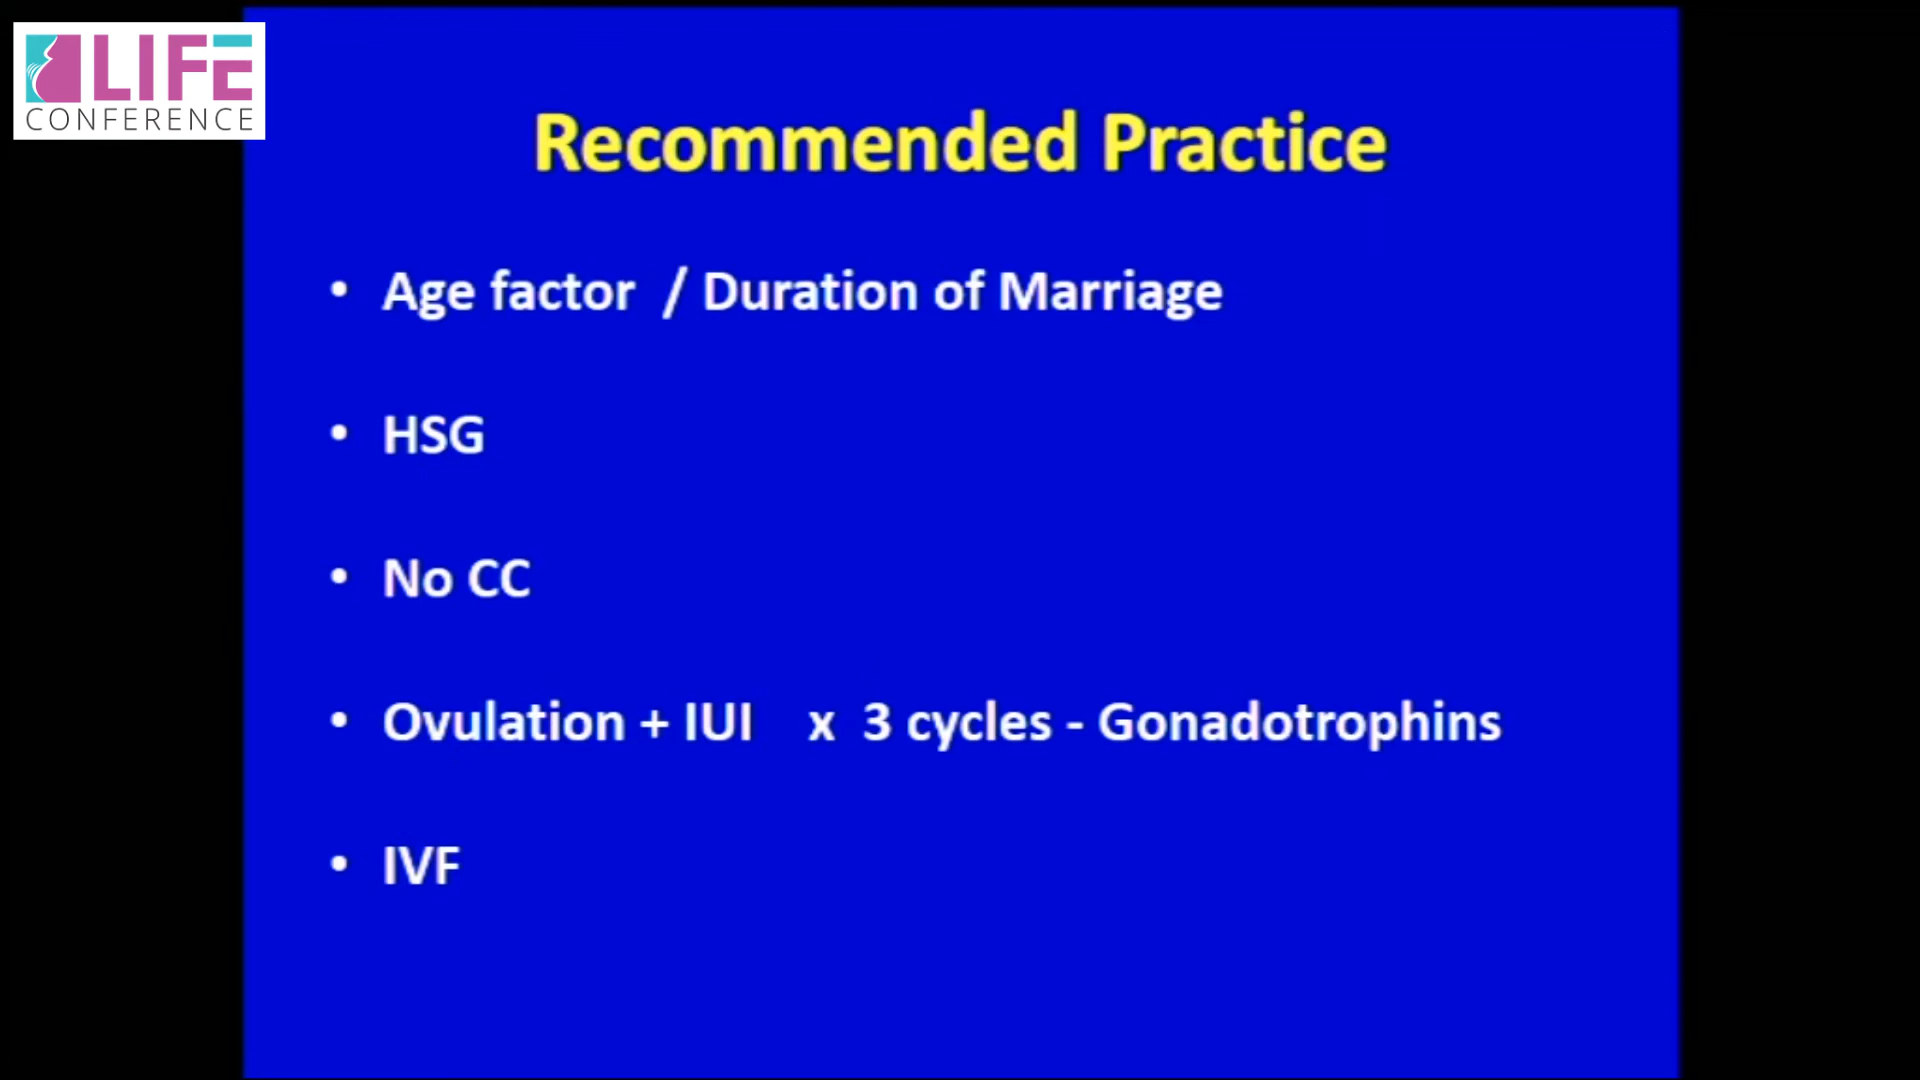 LIFE
CONFERENCE
Recommended Practice
• Age factor / Duration of Marriage
• HSG
• No CC
• Ovulation + IUI x 3 cycles - Gonadotrophins
• IVF